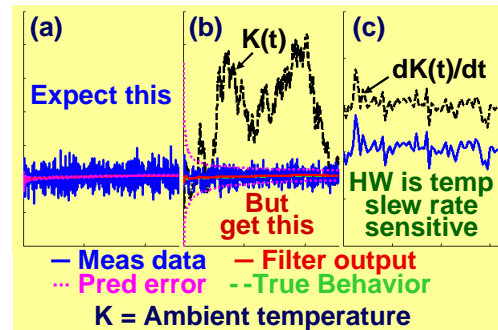 (a)
Expect this
(b)
K(t)
But
get this
(c)
dK(t)/dt
HW is temp
slew rate
sensitive
Meas data
Filter output
Pred error
True Behavior
K = Ambient temperature